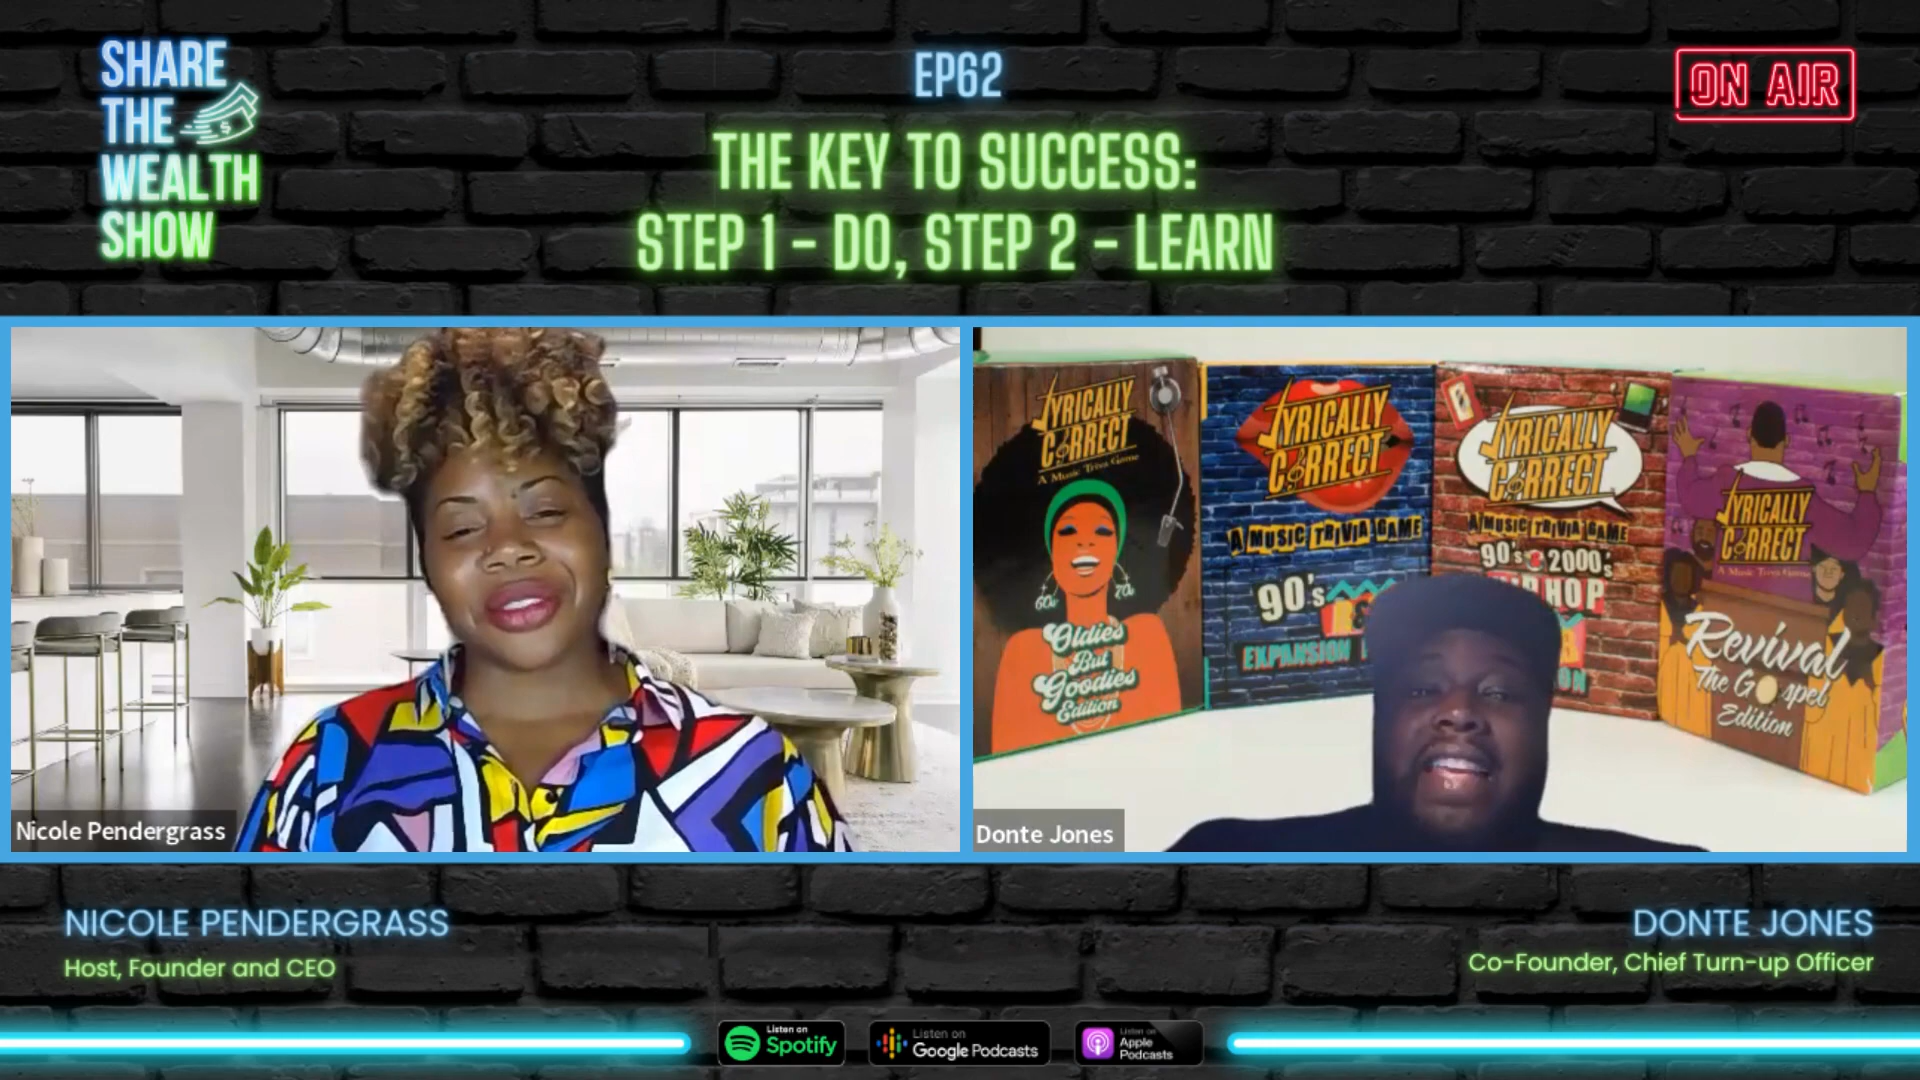 SHARE
THE
WEALTH
SHOW
EP62
THE KEY TO SUCCESS:
STEP 1 - DO, STEP 2 - LEARN
ON AIR
LYRICALLY
CORRECT
A Music Trivia Game
60s 70s
Oldies
But
Goodies
Edition
LYRICALLY
CORRECT
A MUSIC TRIVIA GAME
90's
&
EXPANSION
LYRICALLY
CORRECT
A MUSIC TRIVIA GAME
90's & 2000's
HOP
LYRICALLY
CORRECT
A Music Trivia Game
Revival
The Gospel
Edition
Nicole Pendergrass
Donte Jones
NICOLE PENDERGRASS
Host, Founder and CEO
DONTE JONES
Co-Founder, Chief Turn-up Officer
Listen on
Spotify
Listen on
Google Podcasts
Listen on
Apple
Podcasts